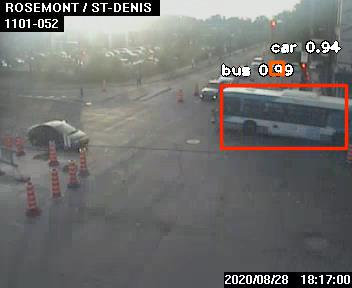 ROSEMONT / ST-DENIS
1101-052
car 0.94
bus 0.99
2020/08/28 18:17:00